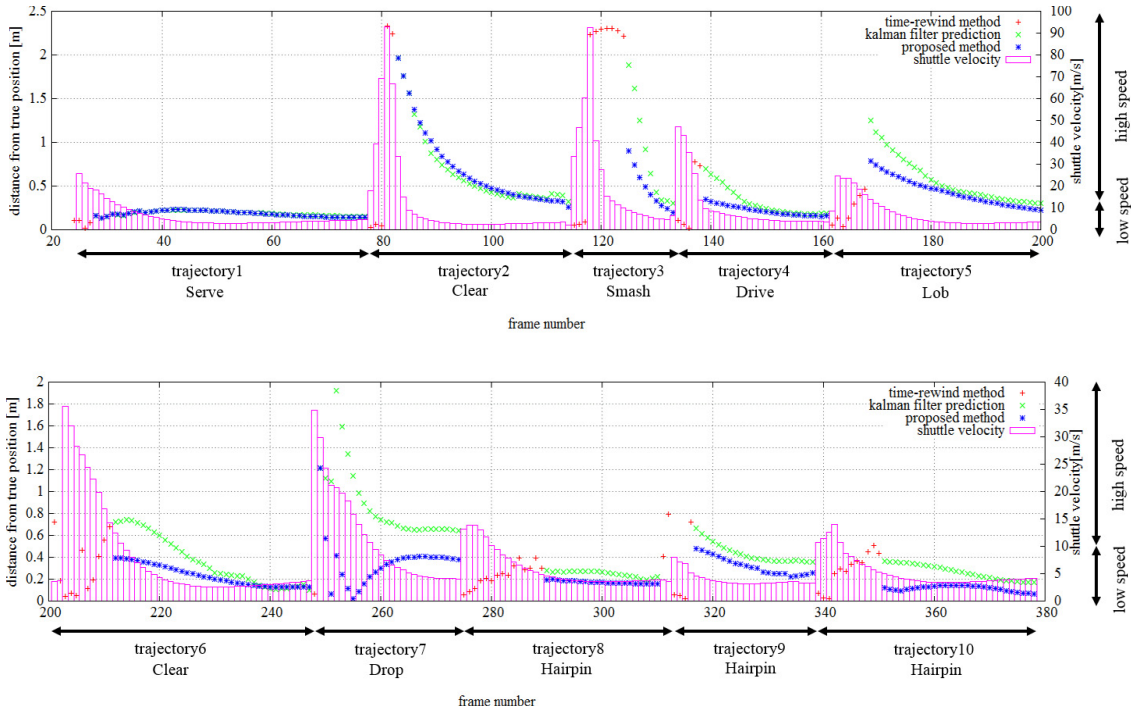 2.5
2
1.5
1
0.5
0
distance from true position [m]
time-rewind method
kalman filter prediction
proposed method
shuttle velocity
100
90
80
70
60
50
40
30
20
10
0
shuttle velocity[m/s]
high speed
low speed
20 40 60 80 100 120 140 160 180 200
trajectory1 trajectory2 trajectory3 trajectory4 trajectory5
Serve Clear Smash Drive Lob
frame number
2
1.8
1.6
1.4
1.2
1
0.8
0.6
0.4
0.2
0
distance from true position [m]
time-rewind method
kalman filter prediction
proposed method
shuttle velocity
40
35
30
25
20
15
10
5
0
shuttle velocity[m/s]
high speed
low speed
200 220 240 260 280 300 320 340 360 380
trajectory6 trajectory7 trajectory8 trajectory9 trajectory10
Clear Drop Hairpin Hairpin Hairpin
frame number